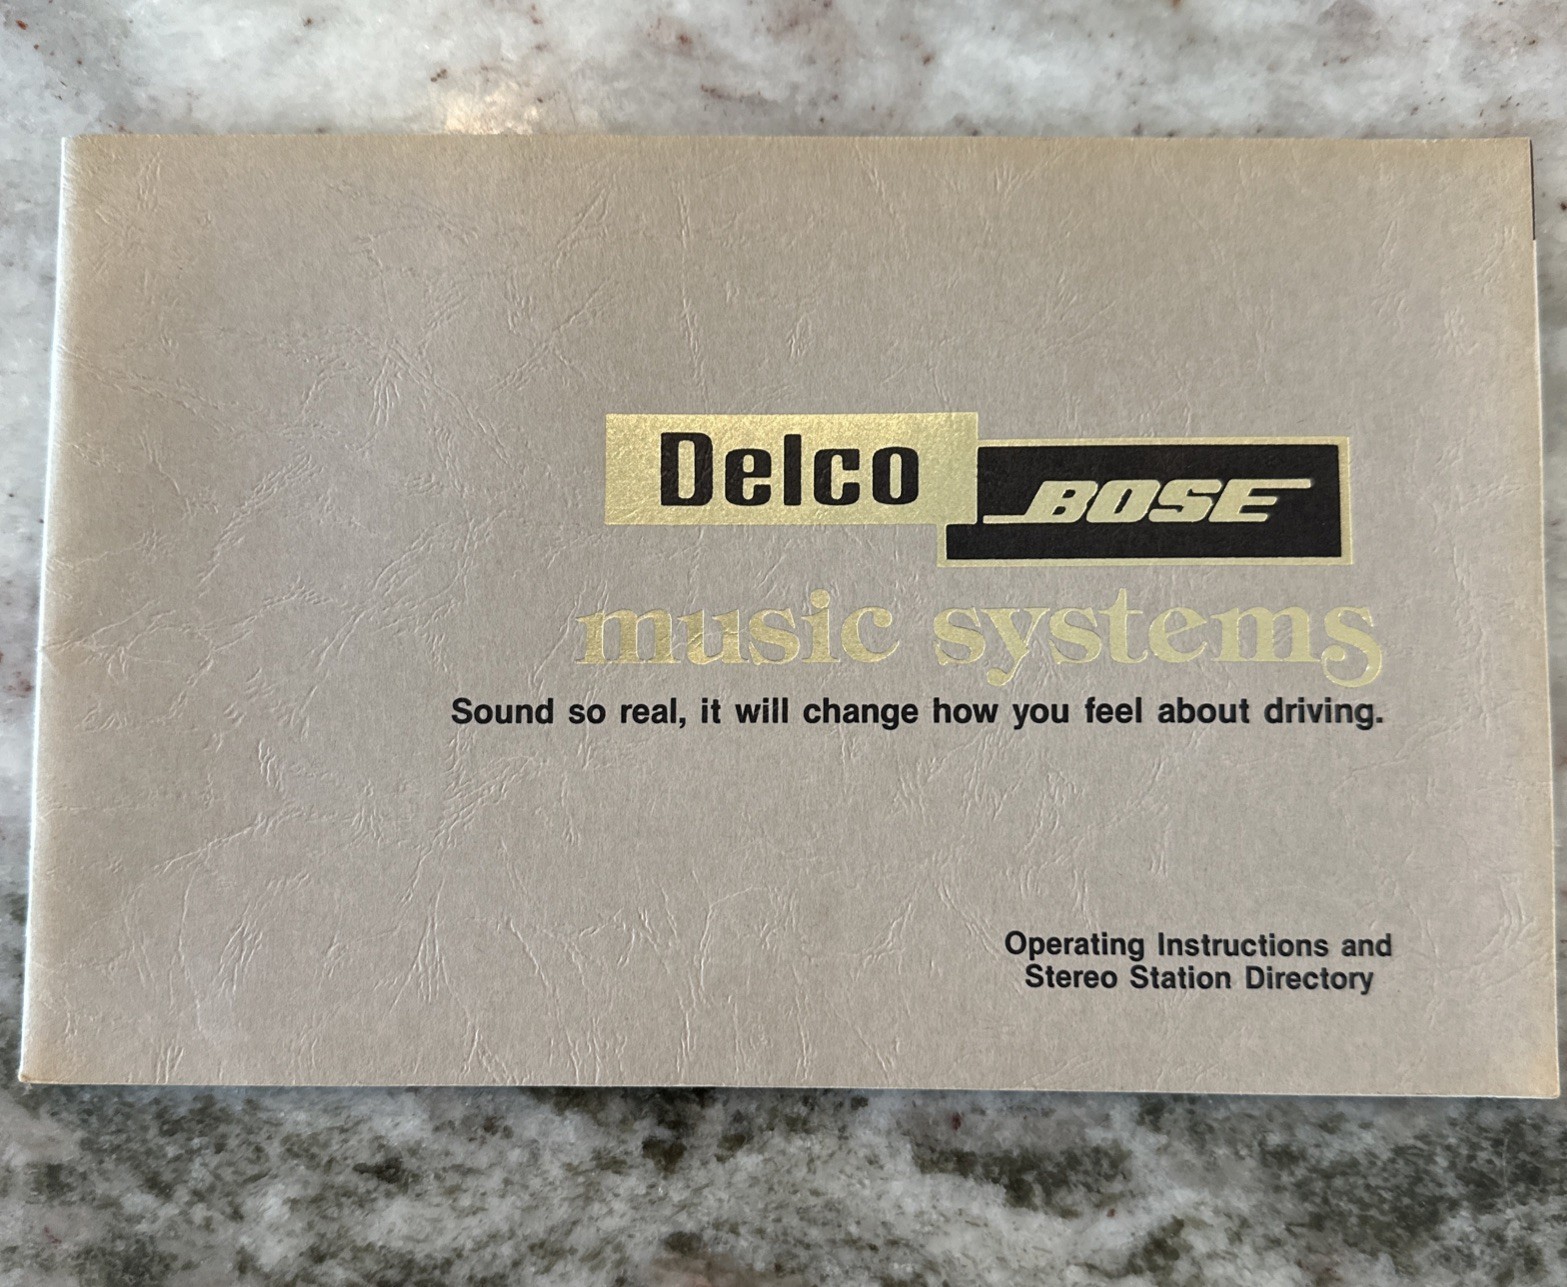 Delco BOSE
music systems
Sound so real, it will change how you feel about driving.
Operating Instructions and
Stereo Station Directory